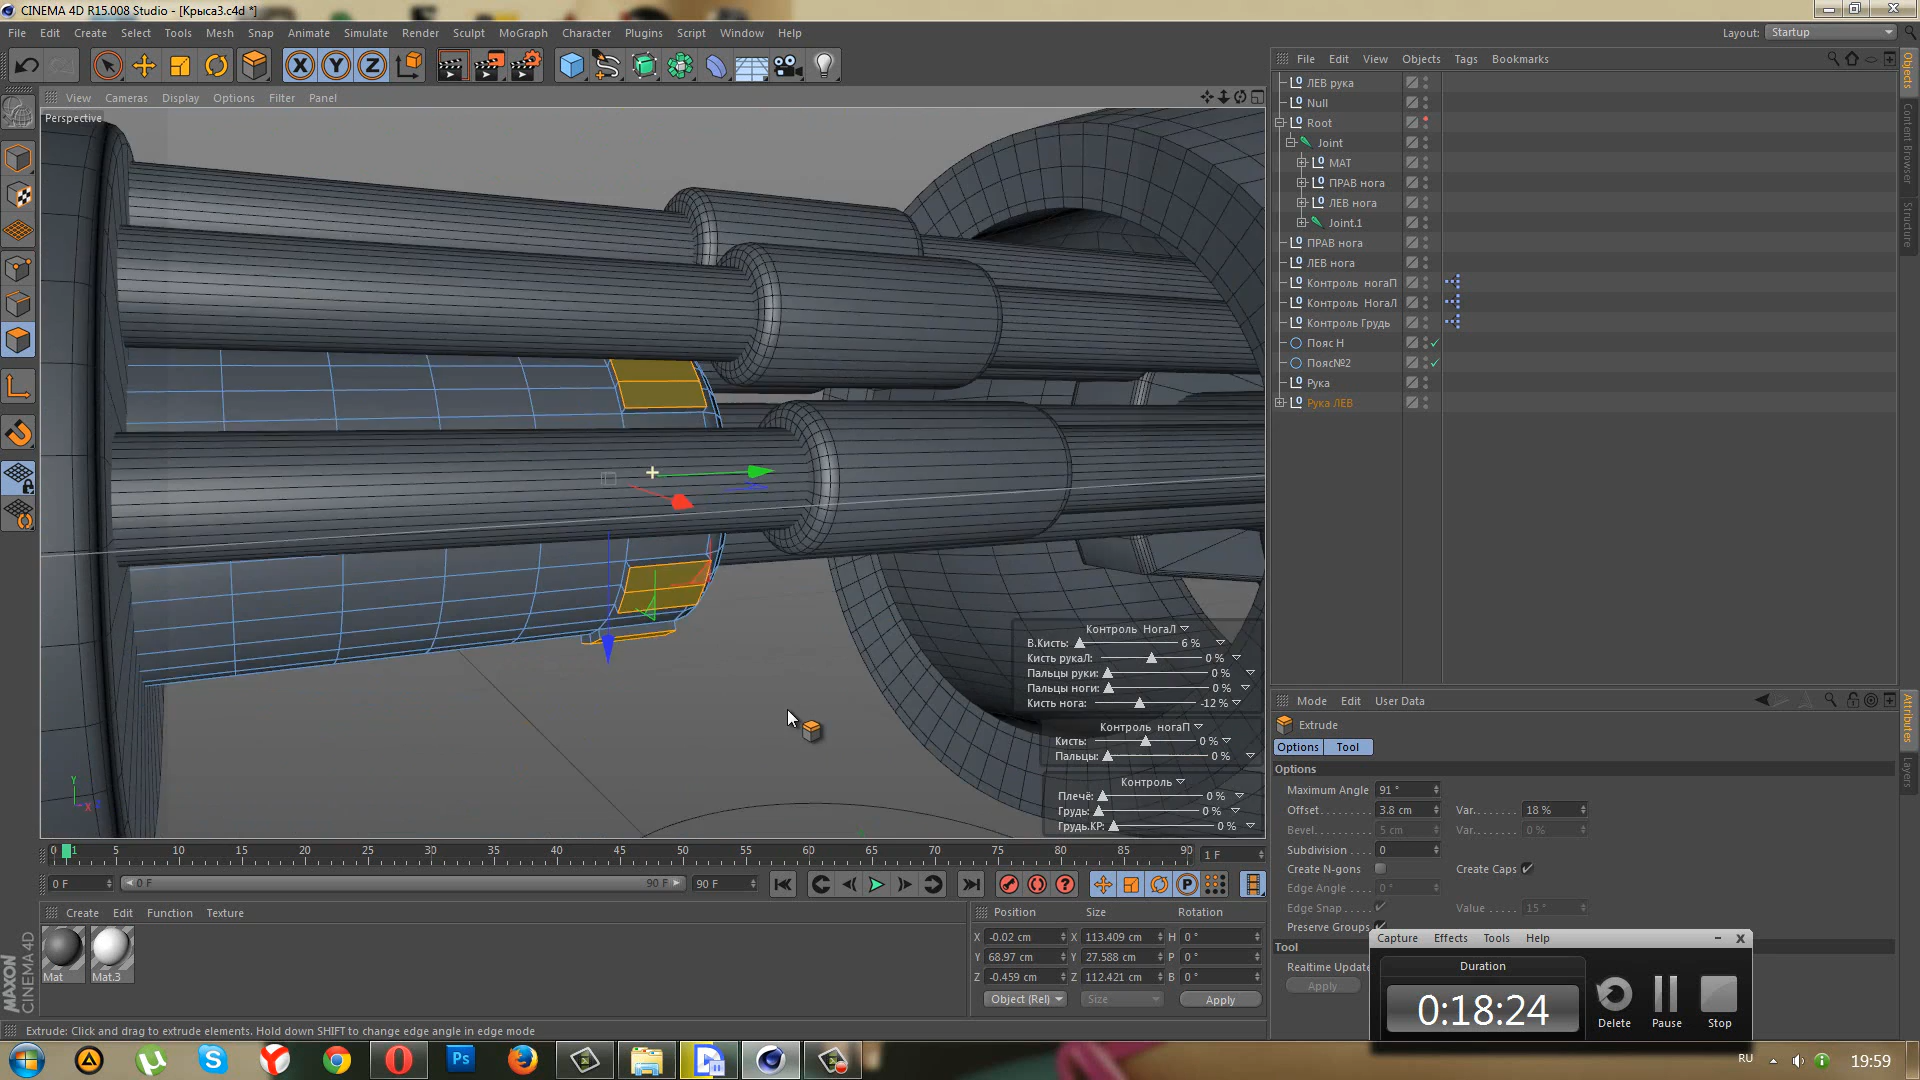 CINEMA 4D R15.008 Studio - [Крыса3.c4d *]
File Edit Create Select Tools Mesh Snap Animate Simulate Render Sculpt MoGraph Character Plugins Script Window Help
Layout: Startup
View Cameras Display Options Filter Panel
Perspective
File Edit View Objects Tags Bookmarks
ЛЕВ рука
Null
Root
Joint
МАТ
ПРАВ нога
ЛЕВ нога
Joint.1
ПРАВ нога
ЛЕВ нога
Контроль ногаП
Контроль НогаЛ
Контроль Грудь
Пояс Н
Пояс№2
Рука
Рука ЛЕВ
Objects
Content Browser
Structure
Контроль НогаЛ
В.Кисть: 6 %
Кисть рукаЛ: 0 %
Пальцы руки: 0 %
Пальцы ноги: 0 %
Кисть нога: -12 %
Контроль ногаП
Кисть: 0 %
Пальцы: 0 %
Контроль
Плечё: 0 %
Грудь: 0 %
Грудь.КР: 0 %
Y
X
Mode Edit User Data
Extrude
Options Tool
Options
Maximum Angle 91 °
Offset 3.8 cm Var. 18 %
Bevel 5 cm Var. 0 %
Subdivision 0
Create N-gons Create Caps
Edge Angle 0 °
Edge Snap Value 15 °
Preserve Groups
Tool
Realtime Update
Apply
Attributes
Layers
0 1 5 10 15 20 25 30 35 40 45 50 55 60 65 70 75 80 85 90 1 F
0 F 0 F 90 F 90 F
Create Edit Function Texture
Mat Mat.3
MAXON
CINEMA 4D
Position Size Rotation
X -0.02 cm X 113.409 cm H 0 °
Y 68.97 cm Y 27.588 cm P 0 °
Z -0.459 cm Z 112.421 cm B 0 °
Object (Rel) Size Apply
Capture Effects Tools Help
Duration
0:18:24
Delete Pause Stop
Extrude: Click and drag to extrude elements. Hold down SHIFT to change edge angle in edge mode
Ps
RU
19:59